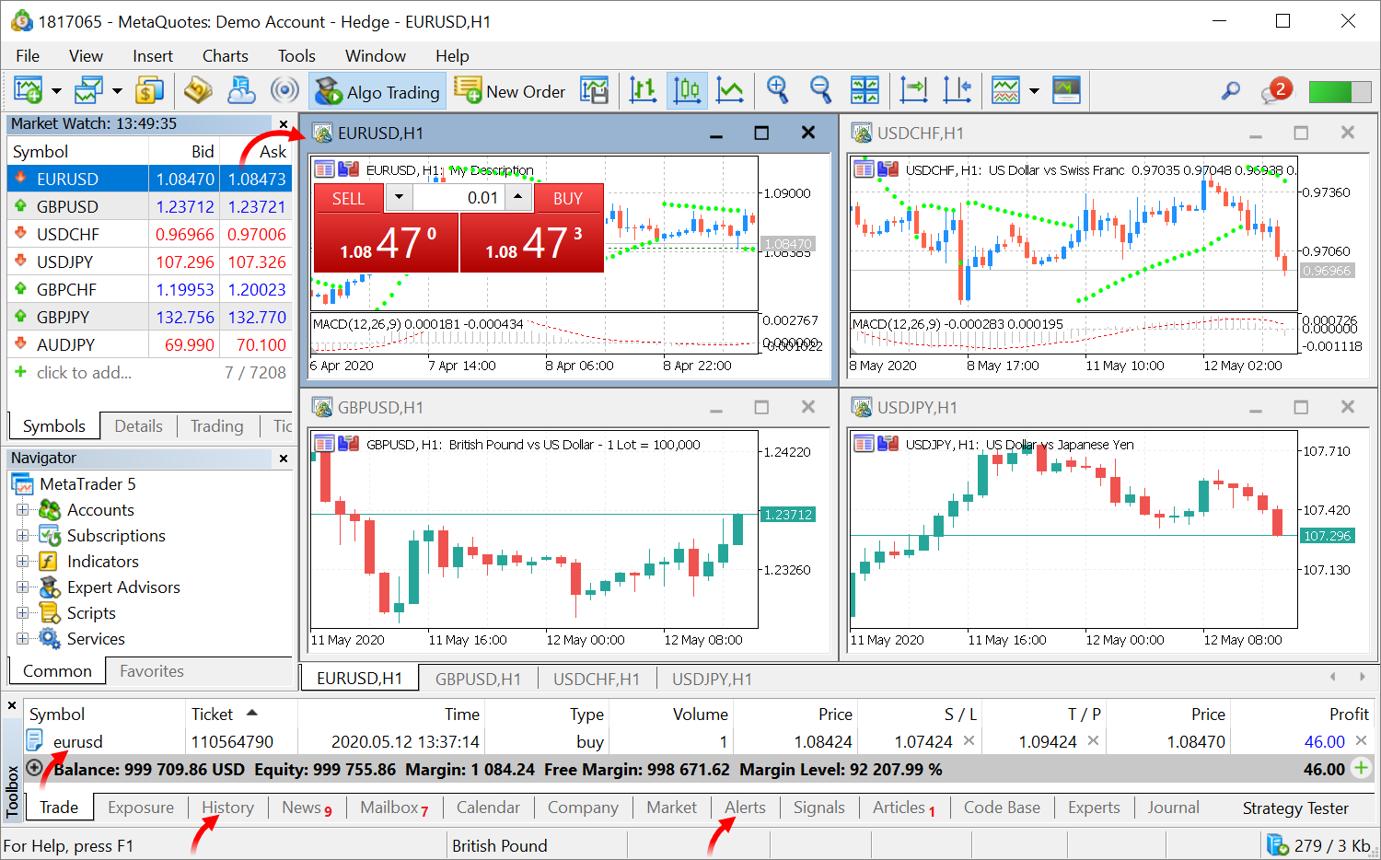 1817065 - MetaQuotes: Demo Account - Hedge - EURUSD,H1
File View Insert Charts Tools Window Help
Algo Trading New Order 2
Market Watch: 13:49:35
Symbol Bid Ask
EURUSD 1.08470 1.08473
GBPUSD 1.23712 1.23721
USDCHF 0.96966 0.97006
USDJPY 107.296 107.326
GBPCHF 1.19953 1.20023
GBPJPY 132.756 132.770
AUDJPY 69.990 70.100
click to add... 7 / 7208
Symbols Details Trading Tic
Navigator
MetaTrader 5
Accounts
Subscriptions
Indicators
Expert Advisors
Scripts
Services
Common Favorites
EURUSD,H1
EURUSD, H1: My Description
SELL 0.01 BUY
1.08 47 0 1.08 47 3
1.09000
1.08470
1.08385
MACD(12,26,9) 0.000181 -0.000434
0.002767
0.000000
-0.001022
6 Apr 2020 7 Apr 14:00 8 Apr 06:00 8 Apr 22:00
USDCHF,H1
USDCHF, H1: US Dollar vs Swiss Franc 0.97035 0.97048 0.96938 0.
0.97360
0.97060
0.96966
MACD(12,26,9) -0.000283 0.000195
0.000726
0.000000
-0.001118
8 May 2020 8 May 17:00 11 May 10:00 12 May 02:00
GBPUSD,H1
GBPUSD, H1: British Pound vs US Dollar - 1 Lot = 100,000
1.24220
1.23712
1.23260
11 May 2020 11 May 16:00 12 May 00:00 12 May 08:00
USDJPY,H1
USDJPY, H1: US Dollar vs Japanese Yen
107.710
107.420
107.296
107.130
11 May 2020 11 May 16:00 12 May 00:00 12 May 08:00
EURUSD,H1 GBPUSD,H1 USDCHF,H1 USDJPY,H1
Toolbox
Symbol Ticket Time Type Volume Price S / L T / P Price Profit
eurusd 110564790 2020.05.12 13:37:14 buy 1 1.08424 1.07424 1.09424 1.08470 46.00
Balance: 999 709.86 USD Equity: 999 755.86 Margin: 1 084.24 Free Margin: 998 671.62 Margin Level: 92 207.99 % 46.00
Trade Exposure History News 9 Mailbox 7 Calendar Company Market Alerts Signals Articles 1 Code Base Experts Journal Strategy Tester
For Help, press F1 British Pound 279 / 3 Kb